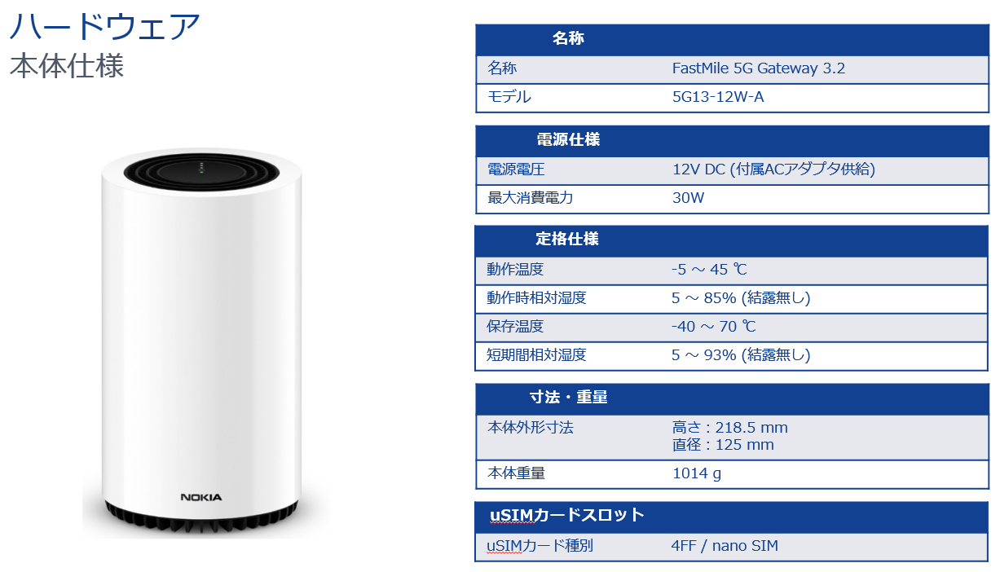 ハードウェア
本体仕様
NOKIA
名称
名称 FastMile 5G Gateway 3.2
モデル 5G13-12W-A
電源仕様
電源電圧 12V DC (付属ACアダプタ供給)
最大消費電力 30W
定格仕様
動作温度 -5 ～ 45 ℃
動作時相対湿度 5 ～ 85% (結露無し)
保存温度 -40 ～ 70 ℃
短期間相対湿度 5 ～ 93% (結露無し)
寸法・重量
本体外形寸法 高さ : 218.5 mm
直径 : 125 mm
本体重量 1014 g
uSIMカードスロット
uSIMカード種別 4FF / nano SIM